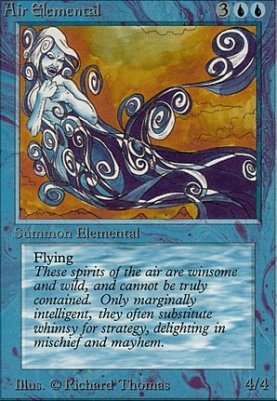 Air Elemental 3
Summon Elemental
Flying
These spirits of the air are winsome
and wild, and cannot be truly
contained. Only marginally
intelligent, they often substitute
whimsy for strategy, delighting in
mischief and mayhem.
Illus. © Richard Thomas 4/4